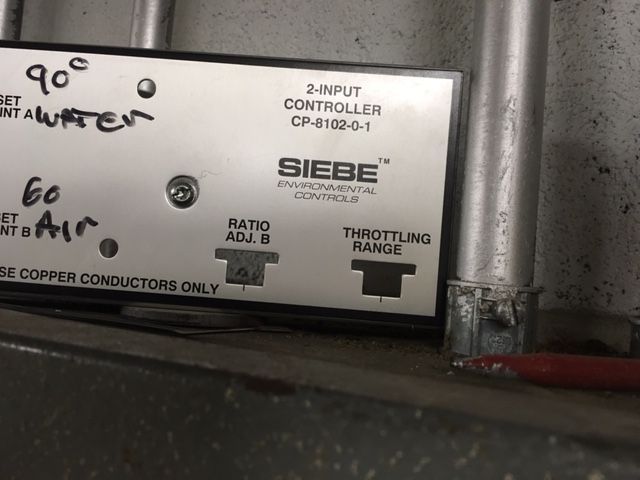 90°
SET
INT A WATER
2-INPUT
CONTROLLER
CP-8102-0-1
SIEBE™
ENVIRONMENTAL
CONTROLS
60
SET
NT B Air
RATIO
ADJ. B
THROTTLING
RANGE
SE COPPER CONDUCTORS ONLY